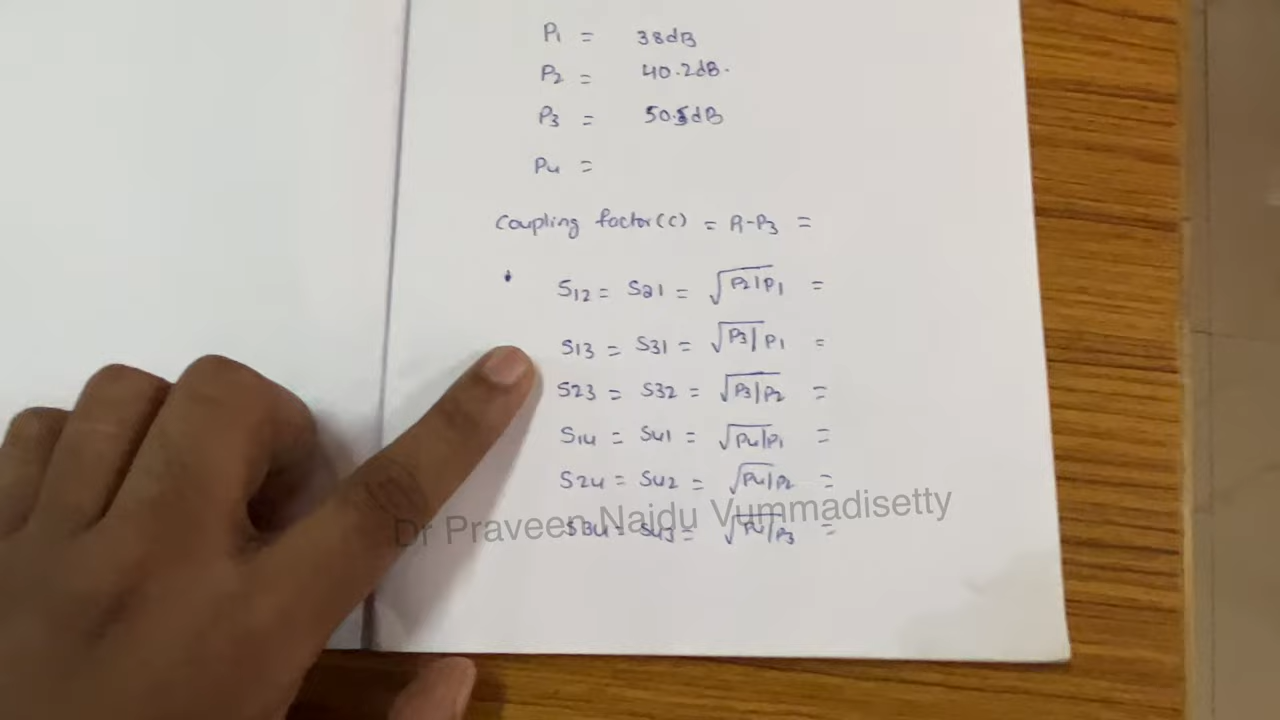 P1 = 38dB
P2 = 40.2dB.
P3 = 50.5dB
P4 =
Coupling factor(c) = P1-P3 =
S12 = S21 = √P2/P1 =
S13 = S31 = √P3/P1 =
S23 = S32 = √P3/P2 =
S14 = S41 = √P4/P1 =
S24 = S42 = √P4/P2 =
S34 = S43 = √P4/P3 =
Dr Praveen Naidu Vummadisetty